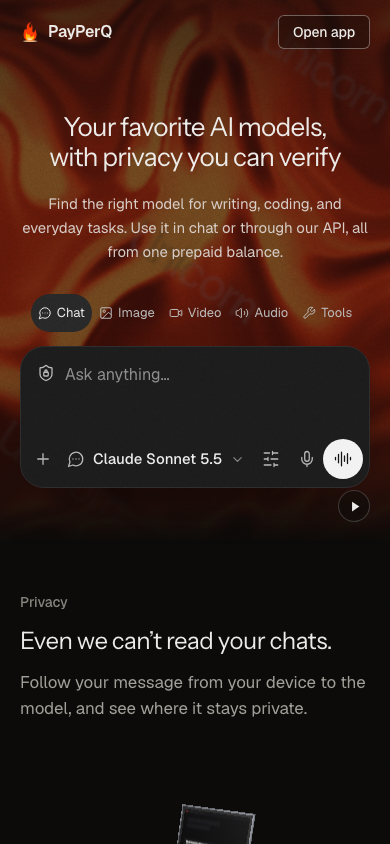 unicorn
PayPerQ
Open app
Your favorite AI models,
with privacy you can verify
Find the right model for writing, coding, and
everyday tasks. Use it in chat or through our API, all
from one prepaid balance.
unicorn
Chat
Image
Video
Audio
Tools
Ask anything...
Claude Sonnet 5.5
Privacy
Even we can’t read your chats.
Follow your message from your device to the
model, and see where it stays private.